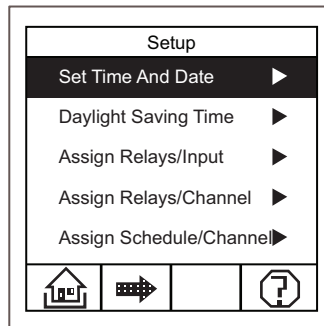 Setup
Set Time And Date
Daylight Saving Time
Assign Relays/Input
Assign Relays/Channel
Assign Schedule/Channel
?